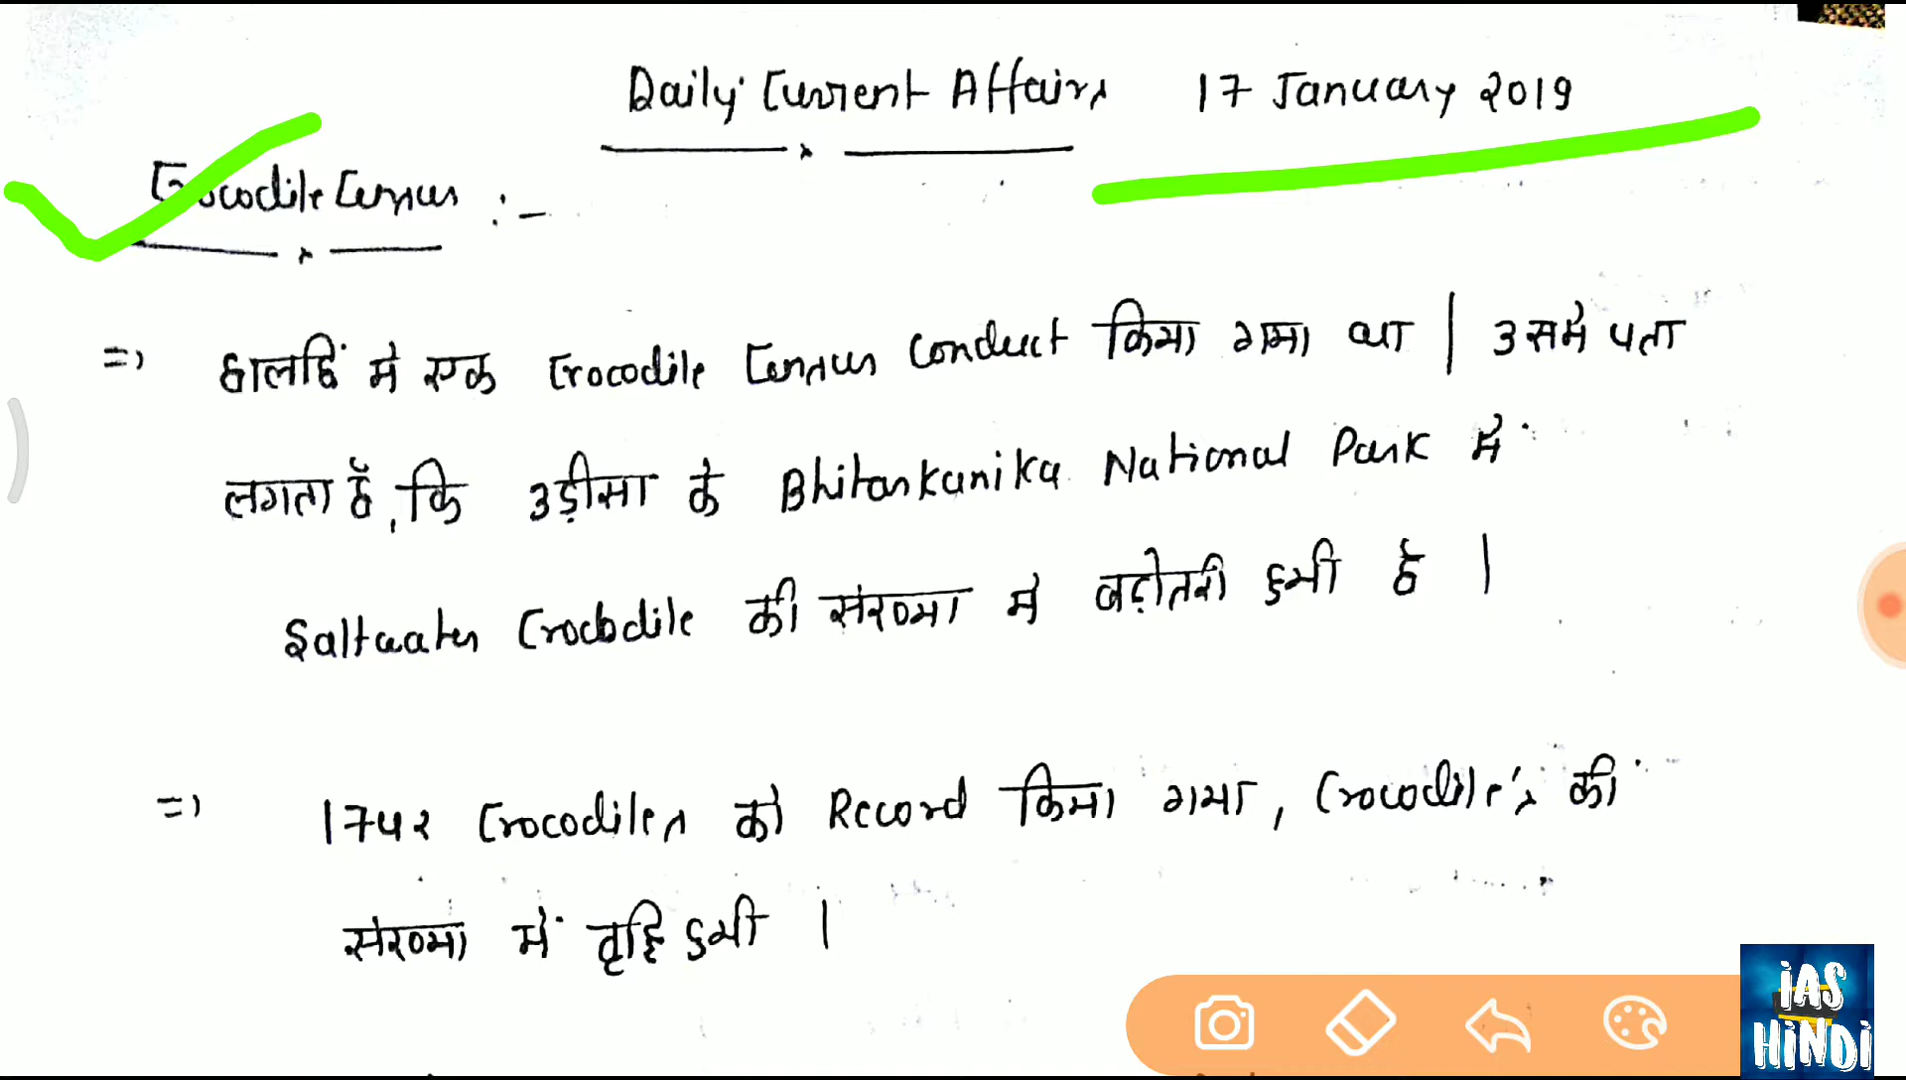 Daily Current Affairs 17 January 2019
Crocodile Census :-
=> हालहिं मे एक Crocodile Census Conduct किया गया था | उसमे पता
लगता है, कि उड़ीसा के Bhitarkanika National Park मे
Saltwater Crocodile की संख्या मे बढ़ोतरी हुयी है |
=> 1742 Crocodiles को Record किया गया, Crocodile's की
संख्या में वृद्धि हुयी |
iAS
HiNDi